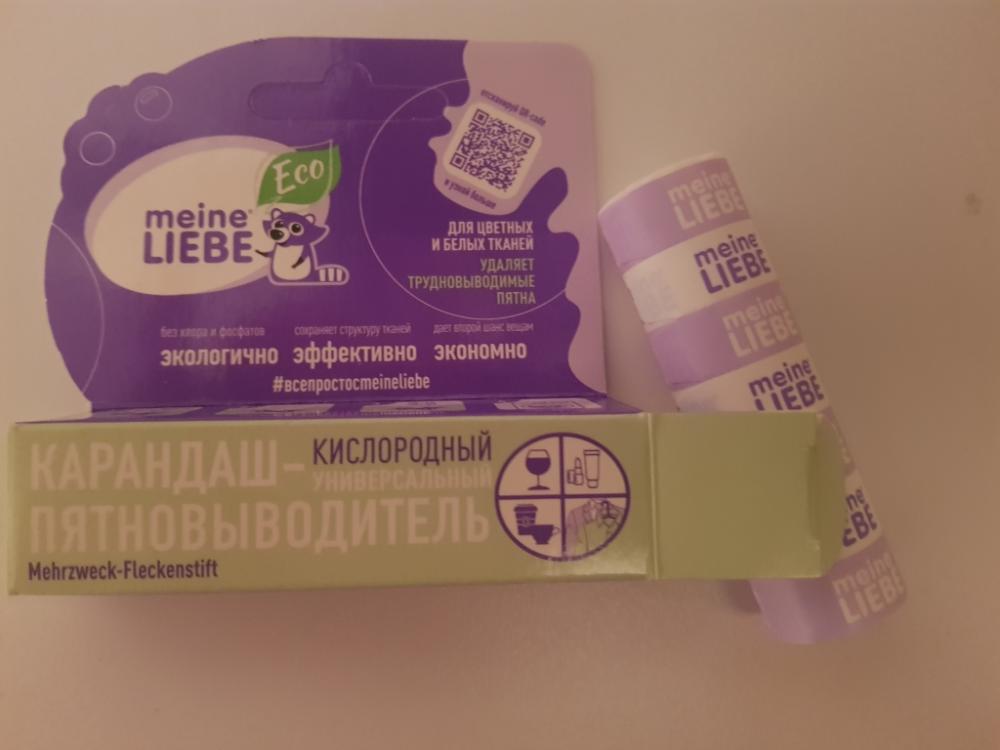 отсканируй QR-code
и узнай больше
Eco
meine
LIEBE
ДЛЯ ЦВЕТНЫХ
И БЕЛЫХ ТКАНЕЙ
УДАЛЯЕТ
ТРУДНОВЫВОДИМЫЕ
ПЯТНА
без хлора и фосфатов
экологично
сохраняет структуру тканей
эффективно
дает второй шанс вещам
экономно
#всепростосmeineliebe
КАРАНДАШ-
КИСЛОРОДНЫЙ
УНИВЕРСАЛЬНЫЙ
ПЯТНОВЫВОДИТЕЛЬ
Mehrzweck-Fleckenstift
meine
LIEBE
meine
LIEBE
meine
LIEBE
meine
LIEBE
meine
LIEBE